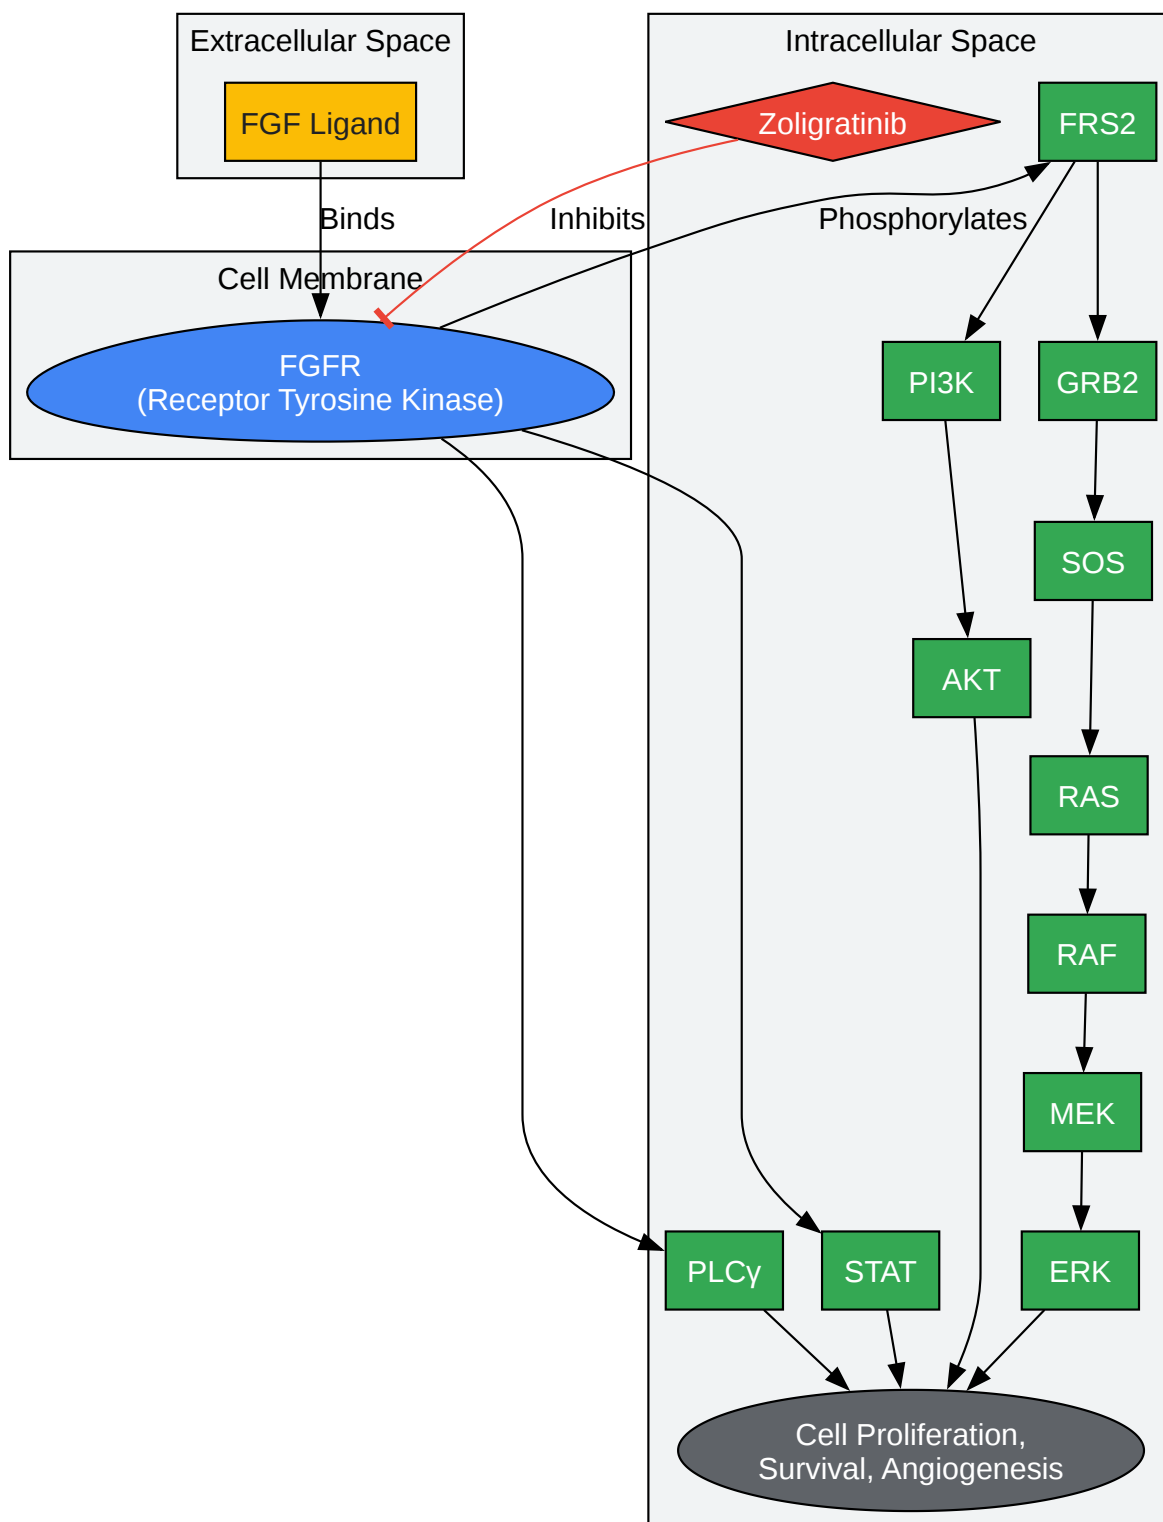 Extracellular Space
Intracellular Space
FGF Ligand
Zoligratinib
FRS2
Binds
Inhibits
Phosphorylates
Cell Membrane
FGFR
(Receptor Tyrosine Kinase)
PI3K
GRB2
SOS
AKT
RAS
RAF
MEK
PLCγ
STAT
ERK
Cell Proliferation,
Survival, Angiogenesis